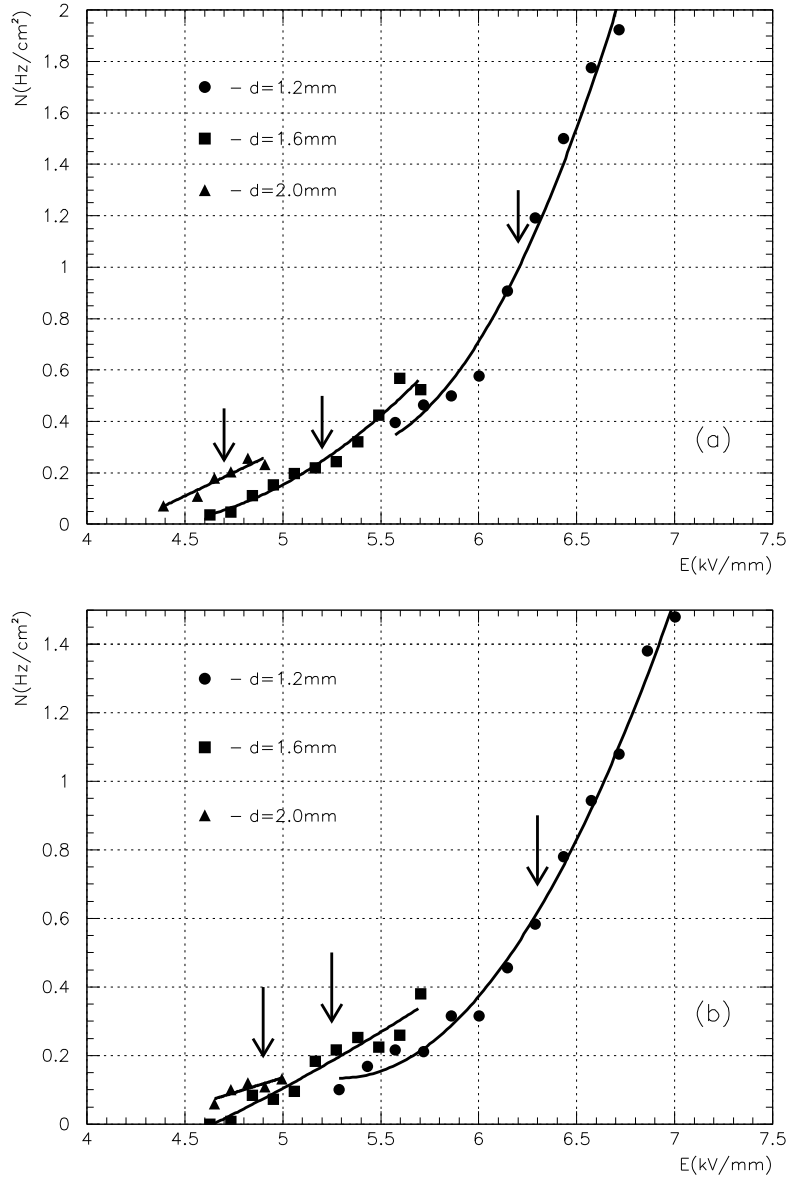 N(Hz/cm²)
2
1.8
1.6
1.4
1.2
1
0.8
0.6
0.4
0.2
0
– d=1.2mm
– d=1.6mm
– d=2.0mm
(a)
4 4.5 5 5.5 6 6.5 7 7.5
E(kV/mm)
N(Hz/cm²)
1.4
1.2
1
0.8
0.6
0.4
0.2
0
– d=1.2mm
– d=1.6mm
– d=2.0mm
(b)
4 4.5 5 5.5 6 6.5 7 7.5
E(kV/mm)